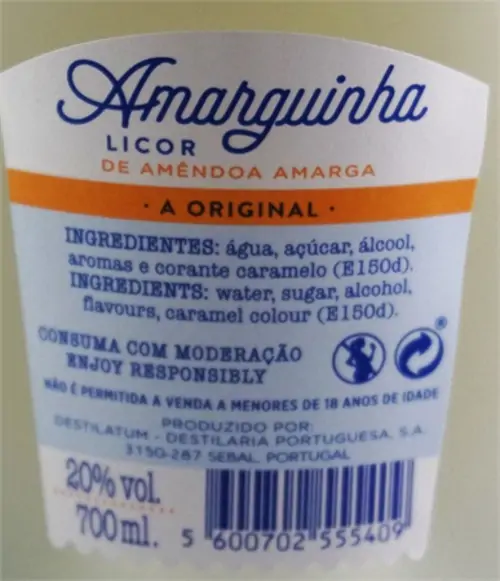 Amarguinha
LICOR
DE AMÊNDOA AMARGA
· A ORIGINAL ·
INGREDIENTES: água, açúcar, álcool,
aromas e corante caramelo (E150d).
INGREDIENTS: water, sugar, alcohol,
flavours, caramel colour (E150d).
CONSUMA COM MODERAÇÃO
ENJOY RESPONSIBLY
NÃO É PERMITIDA A VENDA A MENORES DE 18 ANOS DE IDADE
PRODUZIDO POR:
DESTILATUM - DESTILARIA PORTUGUESA, S.A.
3150-287 SEBAL, PORTUGAL
20% vol.
700 ml.
5 600702 555409